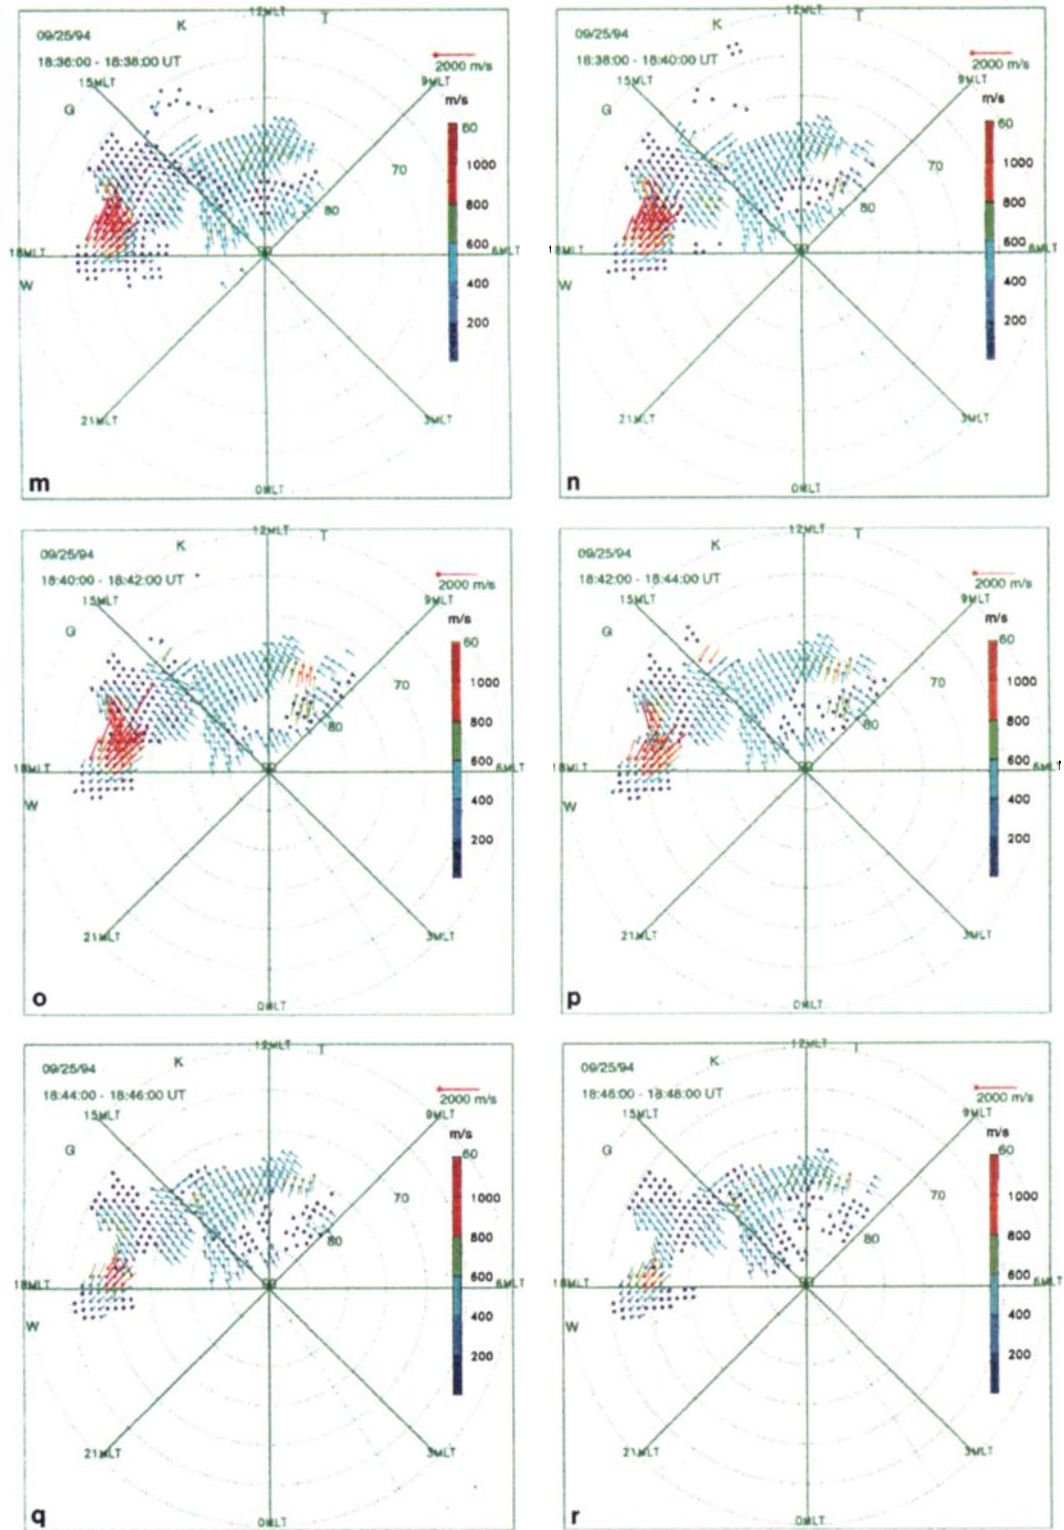 12MLT
K
T
09/25/94
18:36:00 - 18:38:00 UT
2000 m/s
15MLT
9MLT
m/s
G
60
1000
70
800
80
600
18MLT
6MLT
400
W
200
21MLT
3MLT
m
0MLT
12MLT
K
T
09/25/94
18:38:00 - 18:40:00 UT
2000 m/s
15MLT
9MLT
m/s
G
60
1000
70
800
80
600
18MLT
6MLT
400
W
200
21MLT
3MLT
n
0MLT
12MLT
K
T
09/25/94
18:40:00 - 18:42:00 UT
2000 m/s
15MLT
9MLT
m/s
G
60
1000
70
800
80
600
18MLT
6MLT
400
W
200
21MLT
3MLT
o
0MLT
12MLT
K
T
09/25/94
18:42:00 - 18:44:00 UT
2000 m/s
15MLT
9MLT
m/s
G
60
1000
70
800
80
600
18MLT
6MLT
400
W
200
21MLT
3MLT
p
0MLT
12MLT
K
T
09/25/94
18:44:00 - 18:46:00 UT
2000 m/s
15MLT
9MLT
m/s
G
60
1000
70
800
80
600
18MLT
6MLT
400
W
200
21MLT
3MLT
q
0MLT
12MLT
K
T
09/25/94
18:46:00 - 18:48:00 UT
2000 m/s
15MLT
9MLT
m/s
G
60
1000
70
800
80
600
18MLT
6MLT
400
W
200
21MLT
3MLT
r
0MLT